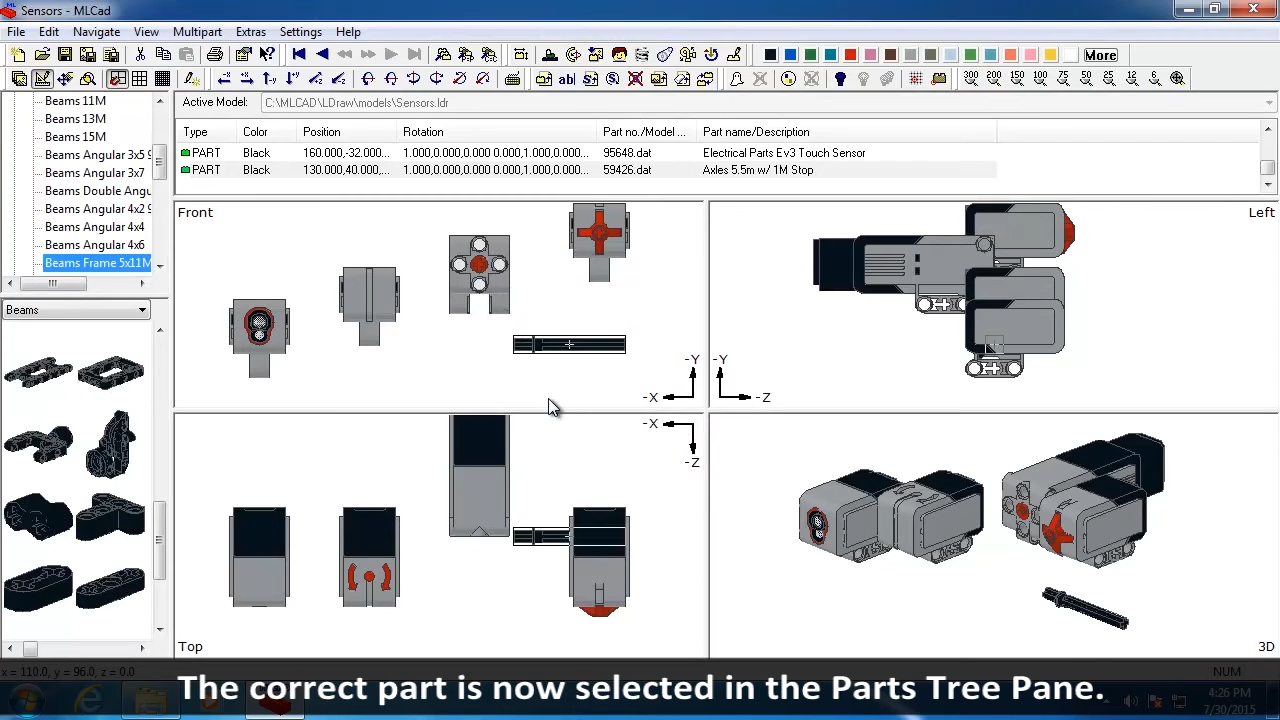 ML Sensors - MLCad
File Edit Navigate View Multipart Extras Settings Help
More
Active Model: C:\MLCAD\LDraw\models\Sensors.ldr
Type Color Position Rotation Part no./Model ... Part name/Description
PART Black 160.000,-32.000... 1.000,0.000,0.000 0.000,1.000,0.000... 95648.dat Electrical Parts Ev3 Touch Sensor
PART Black 130.000,40.000,... 1.000,0.000,0.000 0.000,1.000,0.000... 59426.dat Axles 5.5m w/ 1M Stop
Beams 11M
Beams 13M
Beams 15M
Beams Angular 3x5 9
Beams Angular 3x7
Beams Double Angu
Beams Angular 4x2 9
Beams Angular 4x4
Beams Angular 4x6
Beams Frame 5x11M
Beams
Front
-Y
-X
Left
-Y
-Z
-X
-Z
Top
3D
x = 110.0, y = 96.0, z = 0.0
NUM
The correct part is now selected in the Parts Tree Pane.
4:26 PM
7/30/2015